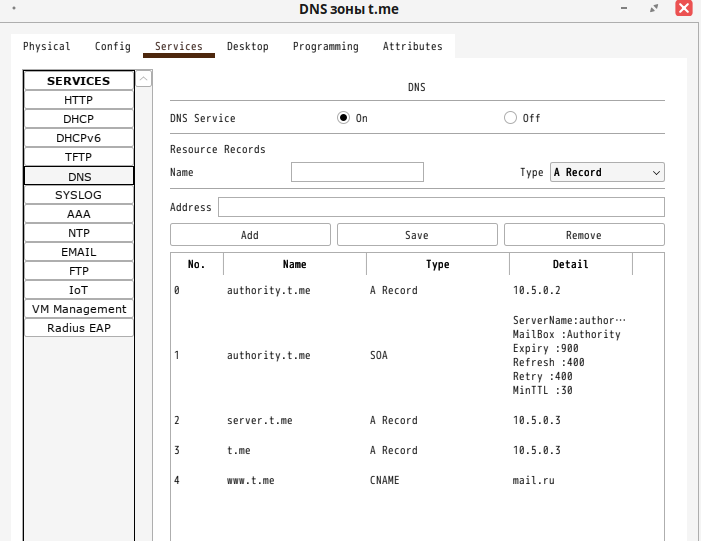 DNS зоны t.me
Physical Config Services Desktop Programming Attributes
SERVICES
HTTP
DHCP
DHCPv6
TFTP
DNS
SYSLOG
AAA
NTP
EMAIL
FTP
IoT
VM Management
Radius EAP
DNS
DNS Service On Off
Resource Records
Name Type A Record
Address
Add Save Remove
No. Name Type Detail
0 authority.t.me A Record 10.5.0.2
1 authority.t.me SOA ServerName:author···
MailBox :Authority
Expiry :900
Refresh :400
Retry :400
MinTTL :30
2 server.t.me A Record 10.5.0.3
3 t.me A Record 10.5.0.3
4 www.t.me CNAME mail.ru